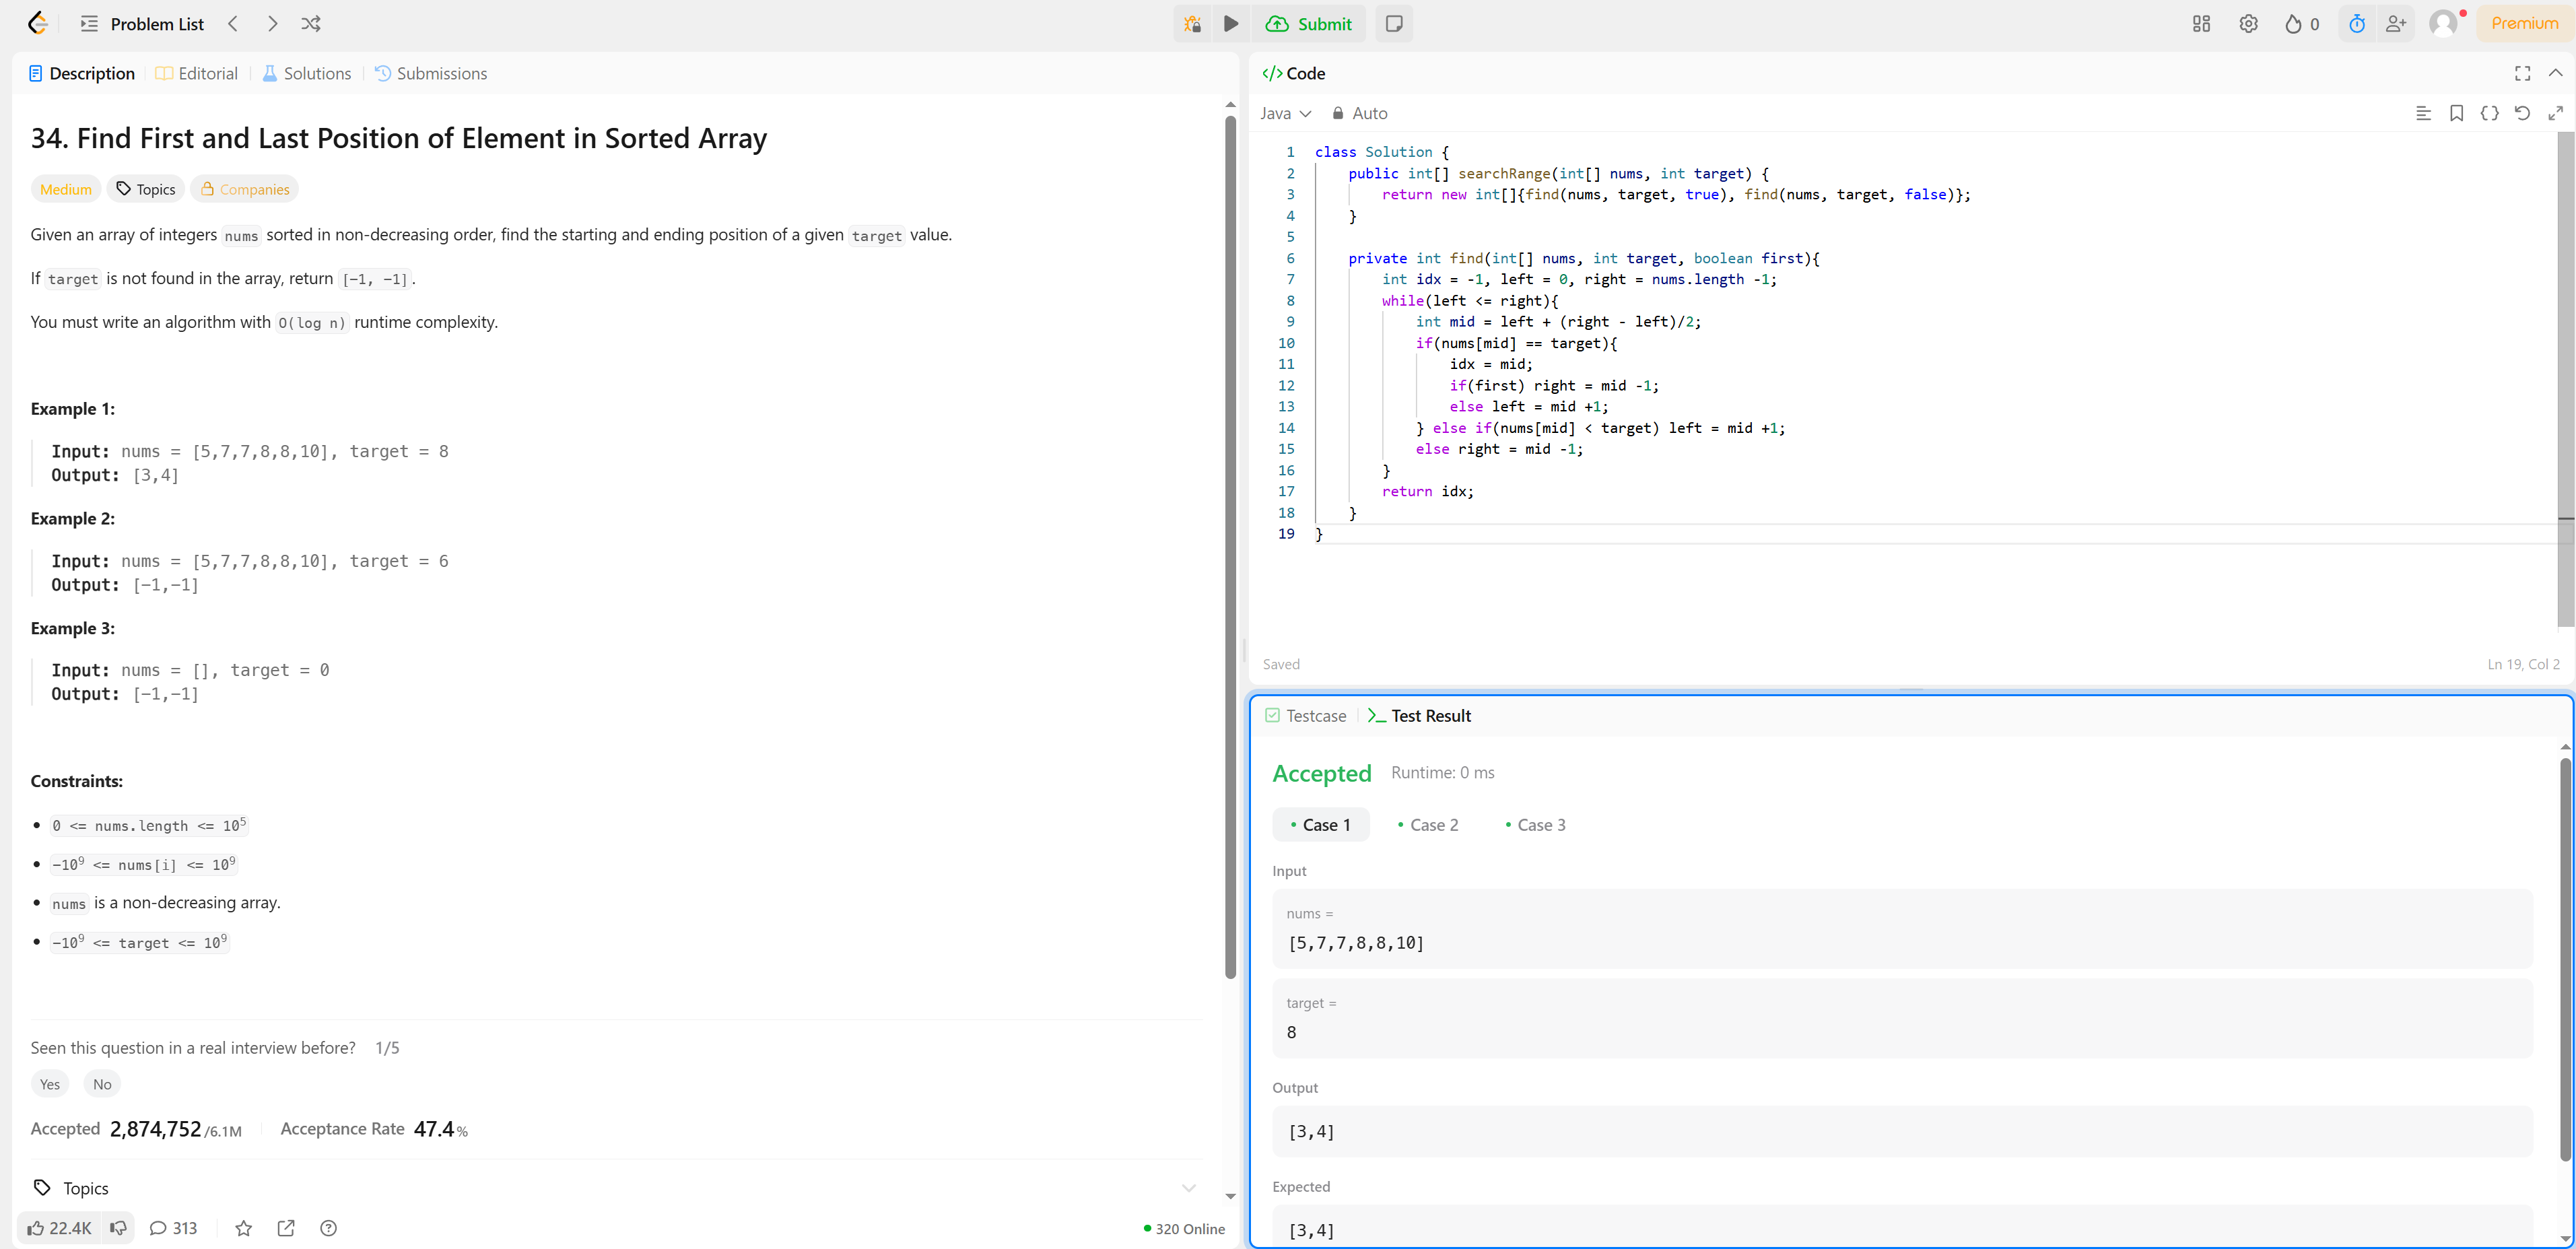 Problem List
Submit
0
Premium
Description
Editorial
Solutions
Submissions
34. Find First and Last Position of Element in Sorted Array
Medium
Topics
Companies
Given an array of integers nums sorted in non-decreasing order, find the starting and ending position of a given target value.
If target is not found in the array, return [-1, -1].
You must write an algorithm with O(log n) runtime complexity.
Example 1:
Input: nums = [5,7,7,8,8,10], target = 8
Output: [3,4]
Example 2:
Input: nums = [5,7,7,8,8,10], target = 6
Output: [-1,-1]
Example 3:
Input: nums = [], target = 0
Output: [-1,-1]
Constraints:
• 0 <= nums.length <= 10⁵
• -10⁹ <= nums[i] <= 10⁹
• nums is a non-decreasing array.
• -10⁹ <= target <= 10⁹
Seen this question in a real interview before? 1/5
Yes No
Accepted 2,874,752/6.1M Acceptance Rate 47.4%
Topics
22.4K 313 320 Online
</> Code
Java Auto
1 class Solution {
2     public int[] searchRange(int[] nums, int target) {
3         return new int[]{find(nums, target, true), find(nums, target, false)};
4     }
5
6     private int find(int[] nums, int target, boolean first){
7         int idx = -1, left = 0, right = nums.length -1;
8         while(left <= right){
9             int mid = left + (right - left)/2;
10             if(nums[mid] == target){
11                 idx = mid;
12                 if(first) right = mid -1;
13                 else left = mid +1;
14             } else if(nums[mid] < target) left = mid +1;
15             else right = mid -1;
16         }
17         return idx;
18     }
19 }
Saved Ln 19, Col 2
Testcase
>_ Test Result
Accepted Runtime: 0 ms
• Case 1 • Case 2 • Case 3
Input
nums =
[5,7,7,8,8,10]
target =
8
Output
[3,4]
Expected
[3,4]